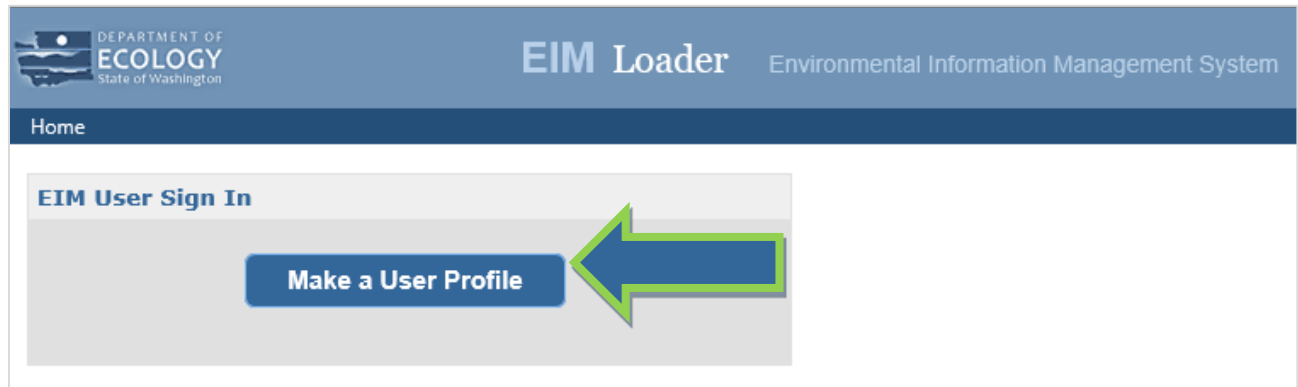 DEPARTMENT OF
ECOLOGY
State of Washington
EIM Loader Environmental Information Management System
Home
EIM User Sign In
Make a User Profile